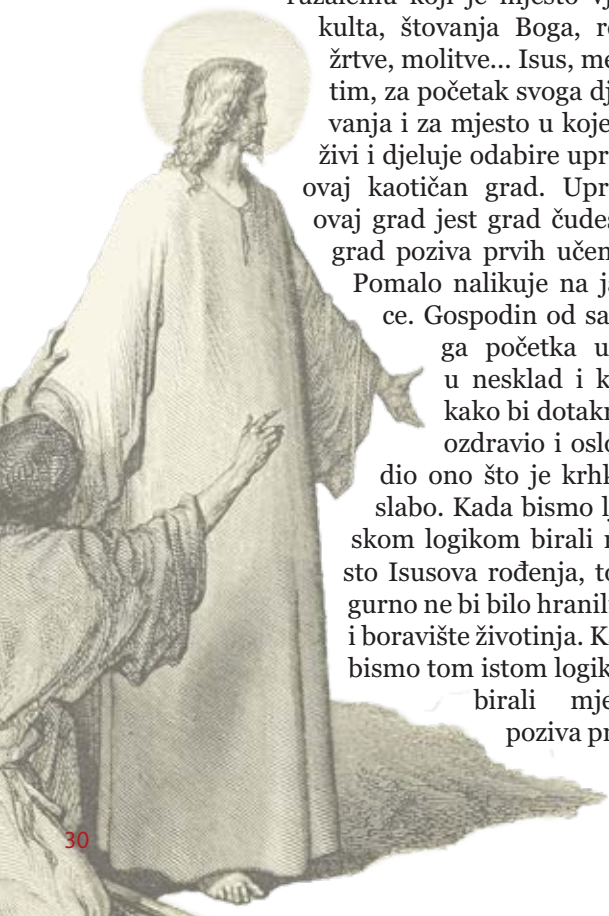 ruzalemu koji je mjesto vj
kulta, štovanja Boga, r
žrtve, molitve... Isus, me
tim, za početak svoga dj
vanja i za mjesto u koje
živi i djeluje odabire upr
ovaj kaotičan grad. Upr
ovaj grad jest grad čudes
grad poziva prvih učen
Pomalo nalikuje na ja
ce. Gospodin od sa
ga početka u
u nesklad i k
kako bi dotakn
ozdravio i oslo
dio ono što je krhk
slabo. Kada bismo lj
skom logikom birali m
sto Isusova rođenja, to
gurno ne bi bilo hranil
i boravište životinja. K
bismo tom istom logik
birali mje
poziva pr
30